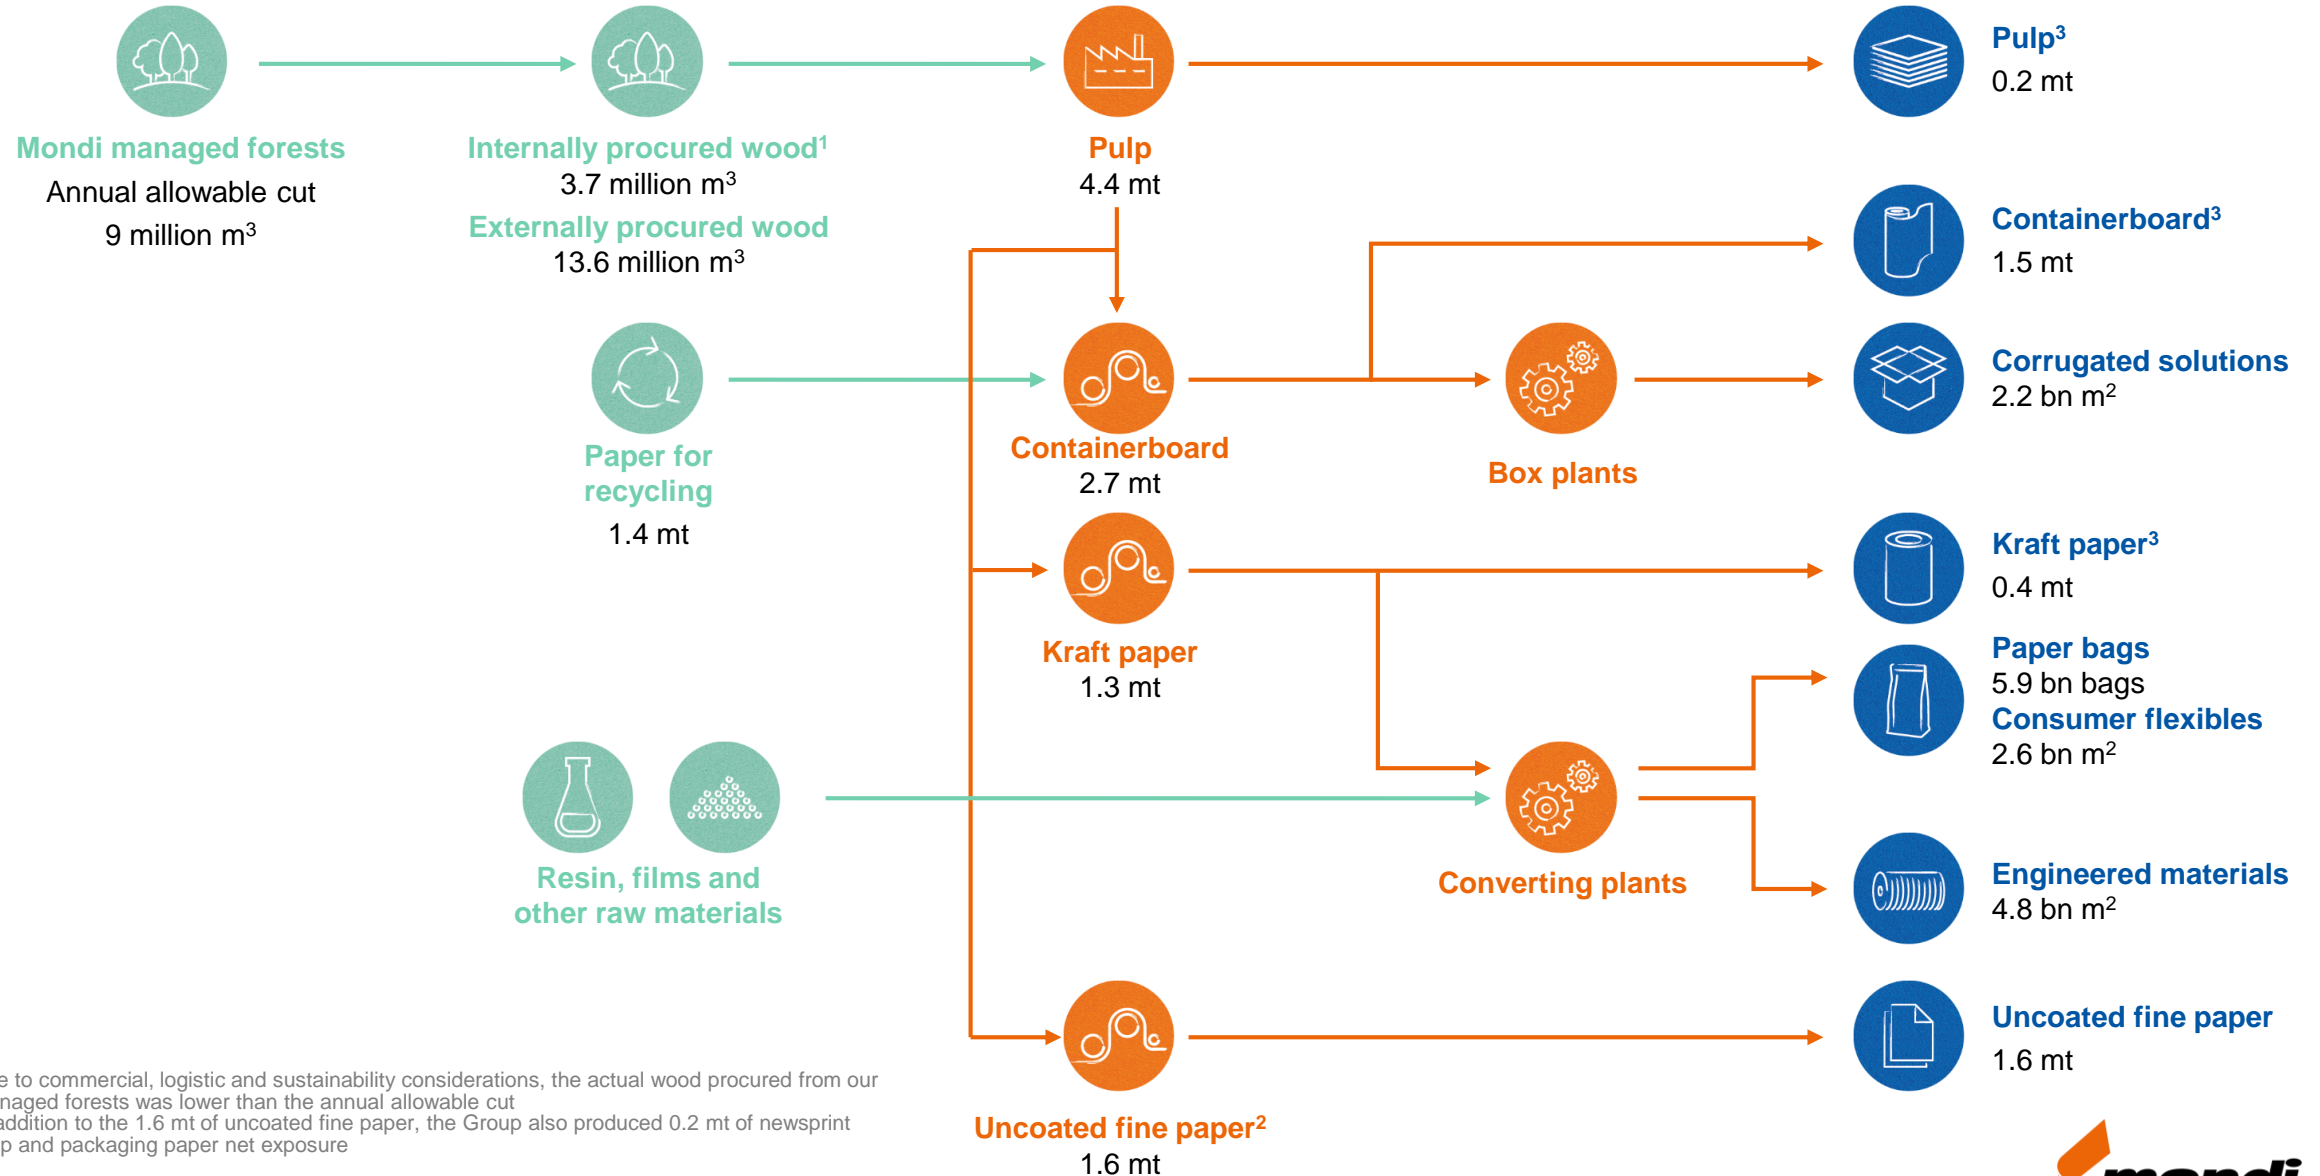 Mondi managed forests
Annual allowable cut
9 million m³
Internally procured wood¹
3.7 million m³
Externally procured wood
13.6 million m³
Pulp
4.4 mt
Pulp³
0.2 mt
Containerboard³
1.5 mt
Paper for
recycling
1.4 mt
Containerboard
2.7 mt
Box plants
Corrugated solutions
2.2 bn m²
Kraft paper
1.3 mt
Kraft paper³
0.4 mt
Paper bags
5.9 bn bags
Consumer flexibles
2.6 bn m²
Resin, films and
other raw materials
Converting plants
Engineered materials
4.8 bn m²
Uncoated fine paper²
1.6 mt
Uncoated fine paper
1.6 mt
to commercial, logistic and sustainability considerations, the actual wood procured from our
forests was lower than the annual allowable cut
to the 1.6 mt of uncoated fine paper, the Group also produced 0.2 mt of newsprint
and packaging paper net exposure
mondi